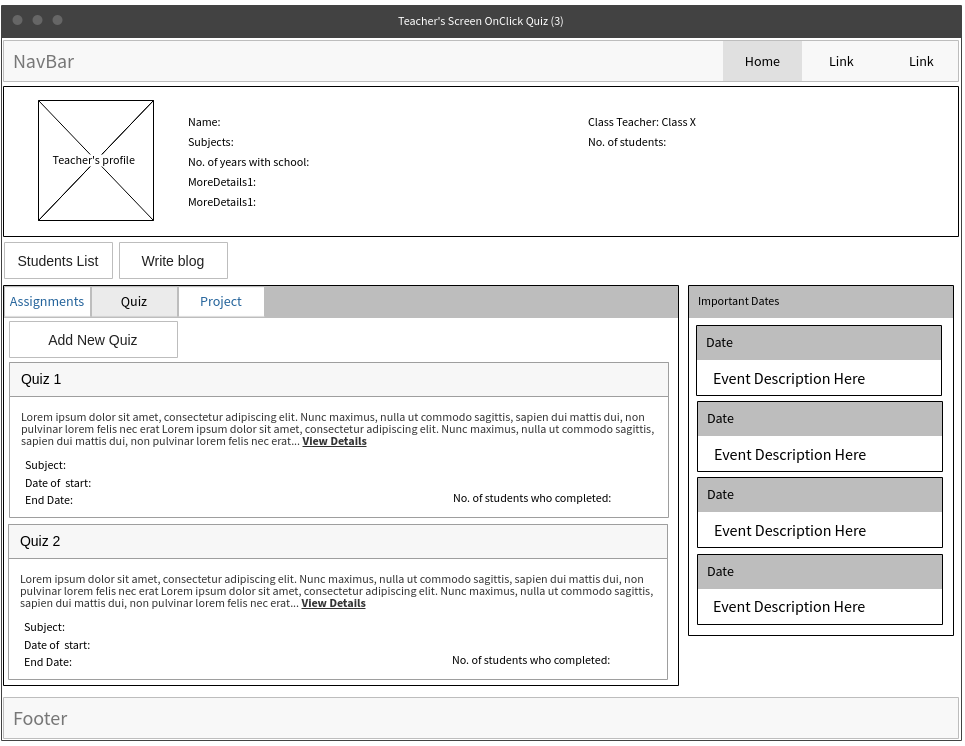 Teacher's Screen OnClick Quiz (3)
NavBar
Home
Link
Link
Teacher's profile
Name:
Subjects:
No. of years with school:
MoreDetails1:
MoreDetails1:
Class Teacher: Class X
No. of students:
Students List
Write blog
Assignments
Quiz
Project
Add New Quiz
Quiz 1
Lorem ipsum dolor sit amet, consectetur adipiscing elit. Nunc maximus, nulla ut commodo sagittis, sapien dui mattis dui, non
pulvinar lorem felis nec erat Lorem ipsum dolor sit amet, consectetur adipiscing elit. Nunc maximus, nulla ut commodo sagittis,
sapien dui mattis dui, non pulvinar lorem felis nec erat... View Details
Subject:
Date of  start:
End Date:
No. of students who completed:
Quiz 2
Lorem ipsum dolor sit amet, consectetur adipiscing elit. Nunc maximus, nulla ut commodo sagittis, sapien dui mattis dui, non
pulvinar lorem felis nec erat Lorem ipsum dolor sit amet, consectetur adipiscing elit. Nunc maximus, nulla ut commodo sagittis,
sapien dui mattis dui, non pulvinar lorem felis nec erat... View Details
Subject:
Date of  start:
End Date:
No. of students who completed:
Important Dates
Date
Event Description Here
Date
Event Description Here
Date
Event Description Here
Date
Event Description Here
Footer